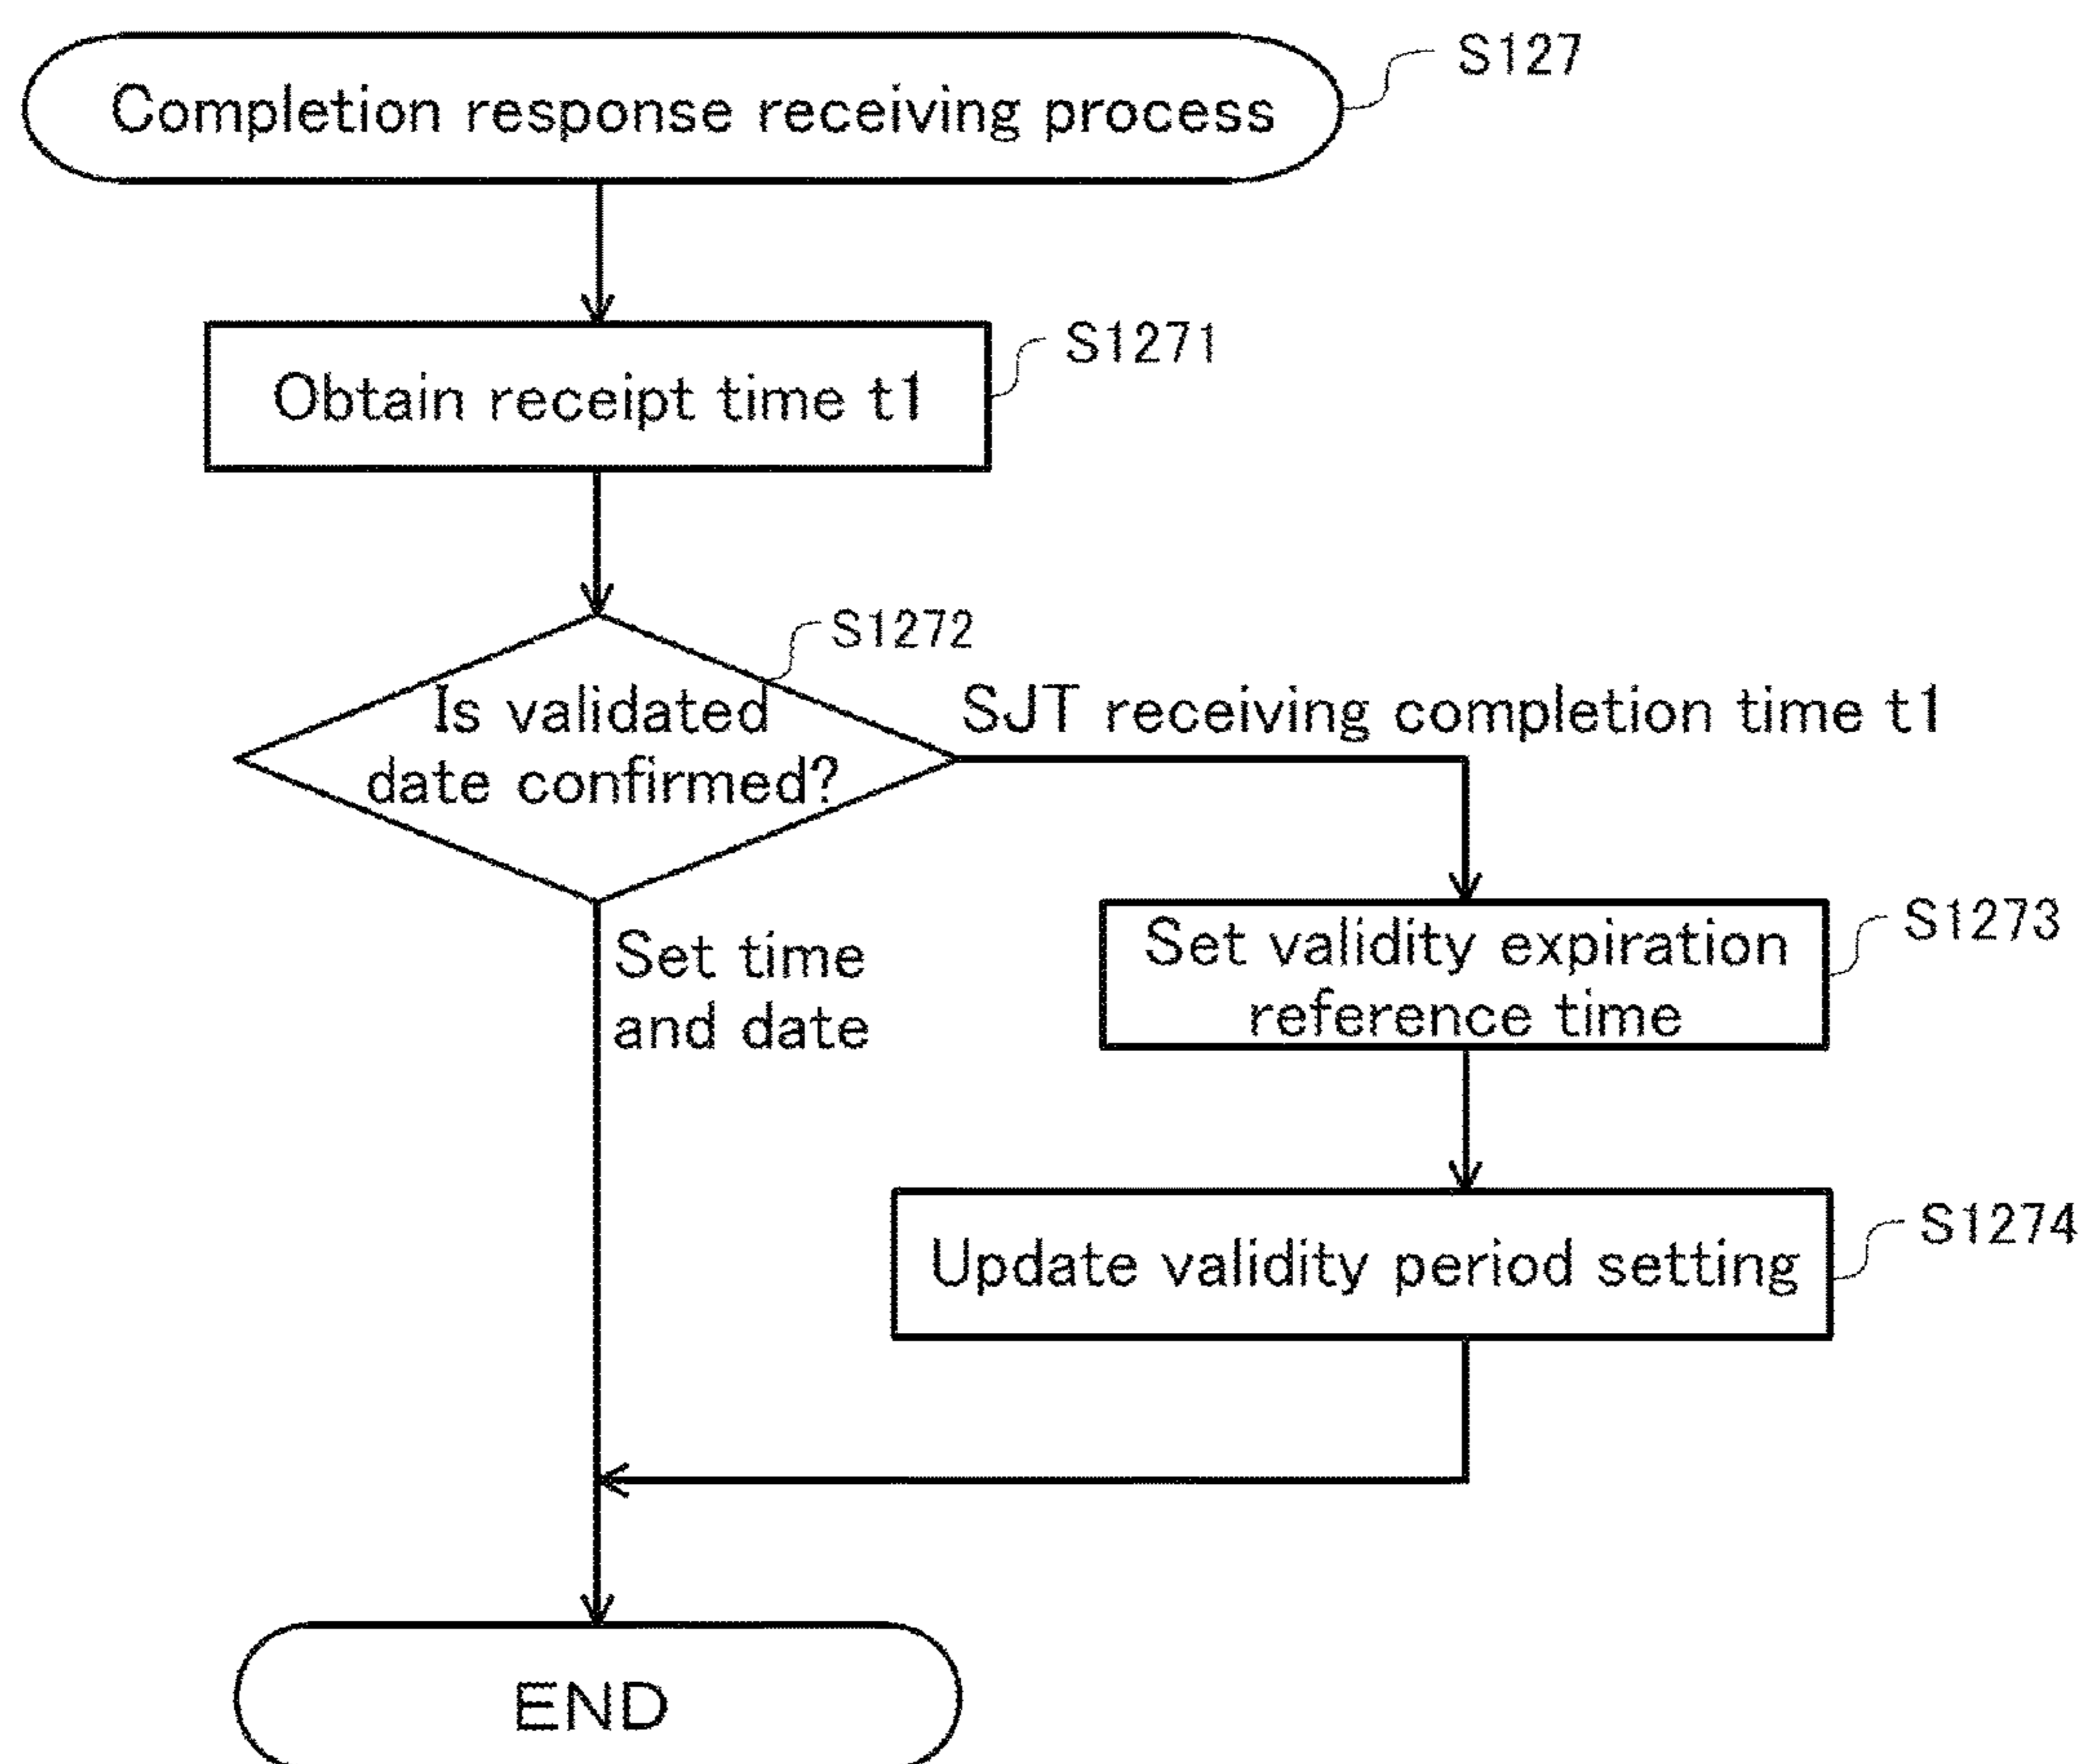 S127
Completion response receiving process
S1271
Obtain receipt time t1
S1272
Is validated
date confirmed?
SJT receiving completion time t1
Set time
and date
S1273
Set validity expiration
reference time
S1274
Update validity period setting
END